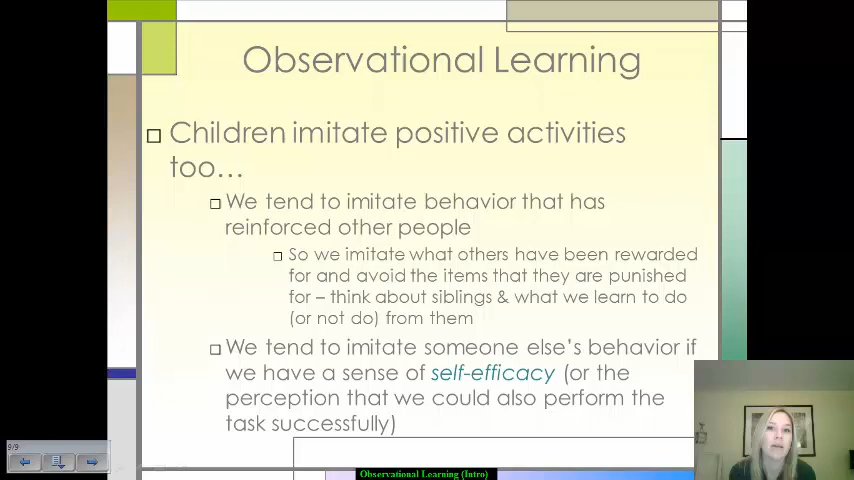 Observational Learning
Children imitate positive activities
too…
We tend to imitate behavior that has
reinforced other people
So we imitate what others have been rewarded
for and avoid the items that they are punished
for – think about siblings & what we learn to do
(or not do) from them
We tend to imitate someone else's behavior if
we have a sense of self-efficacy (or the
perception that we could also perform the
task successfully)
9/9
Observational Learning (Intro)